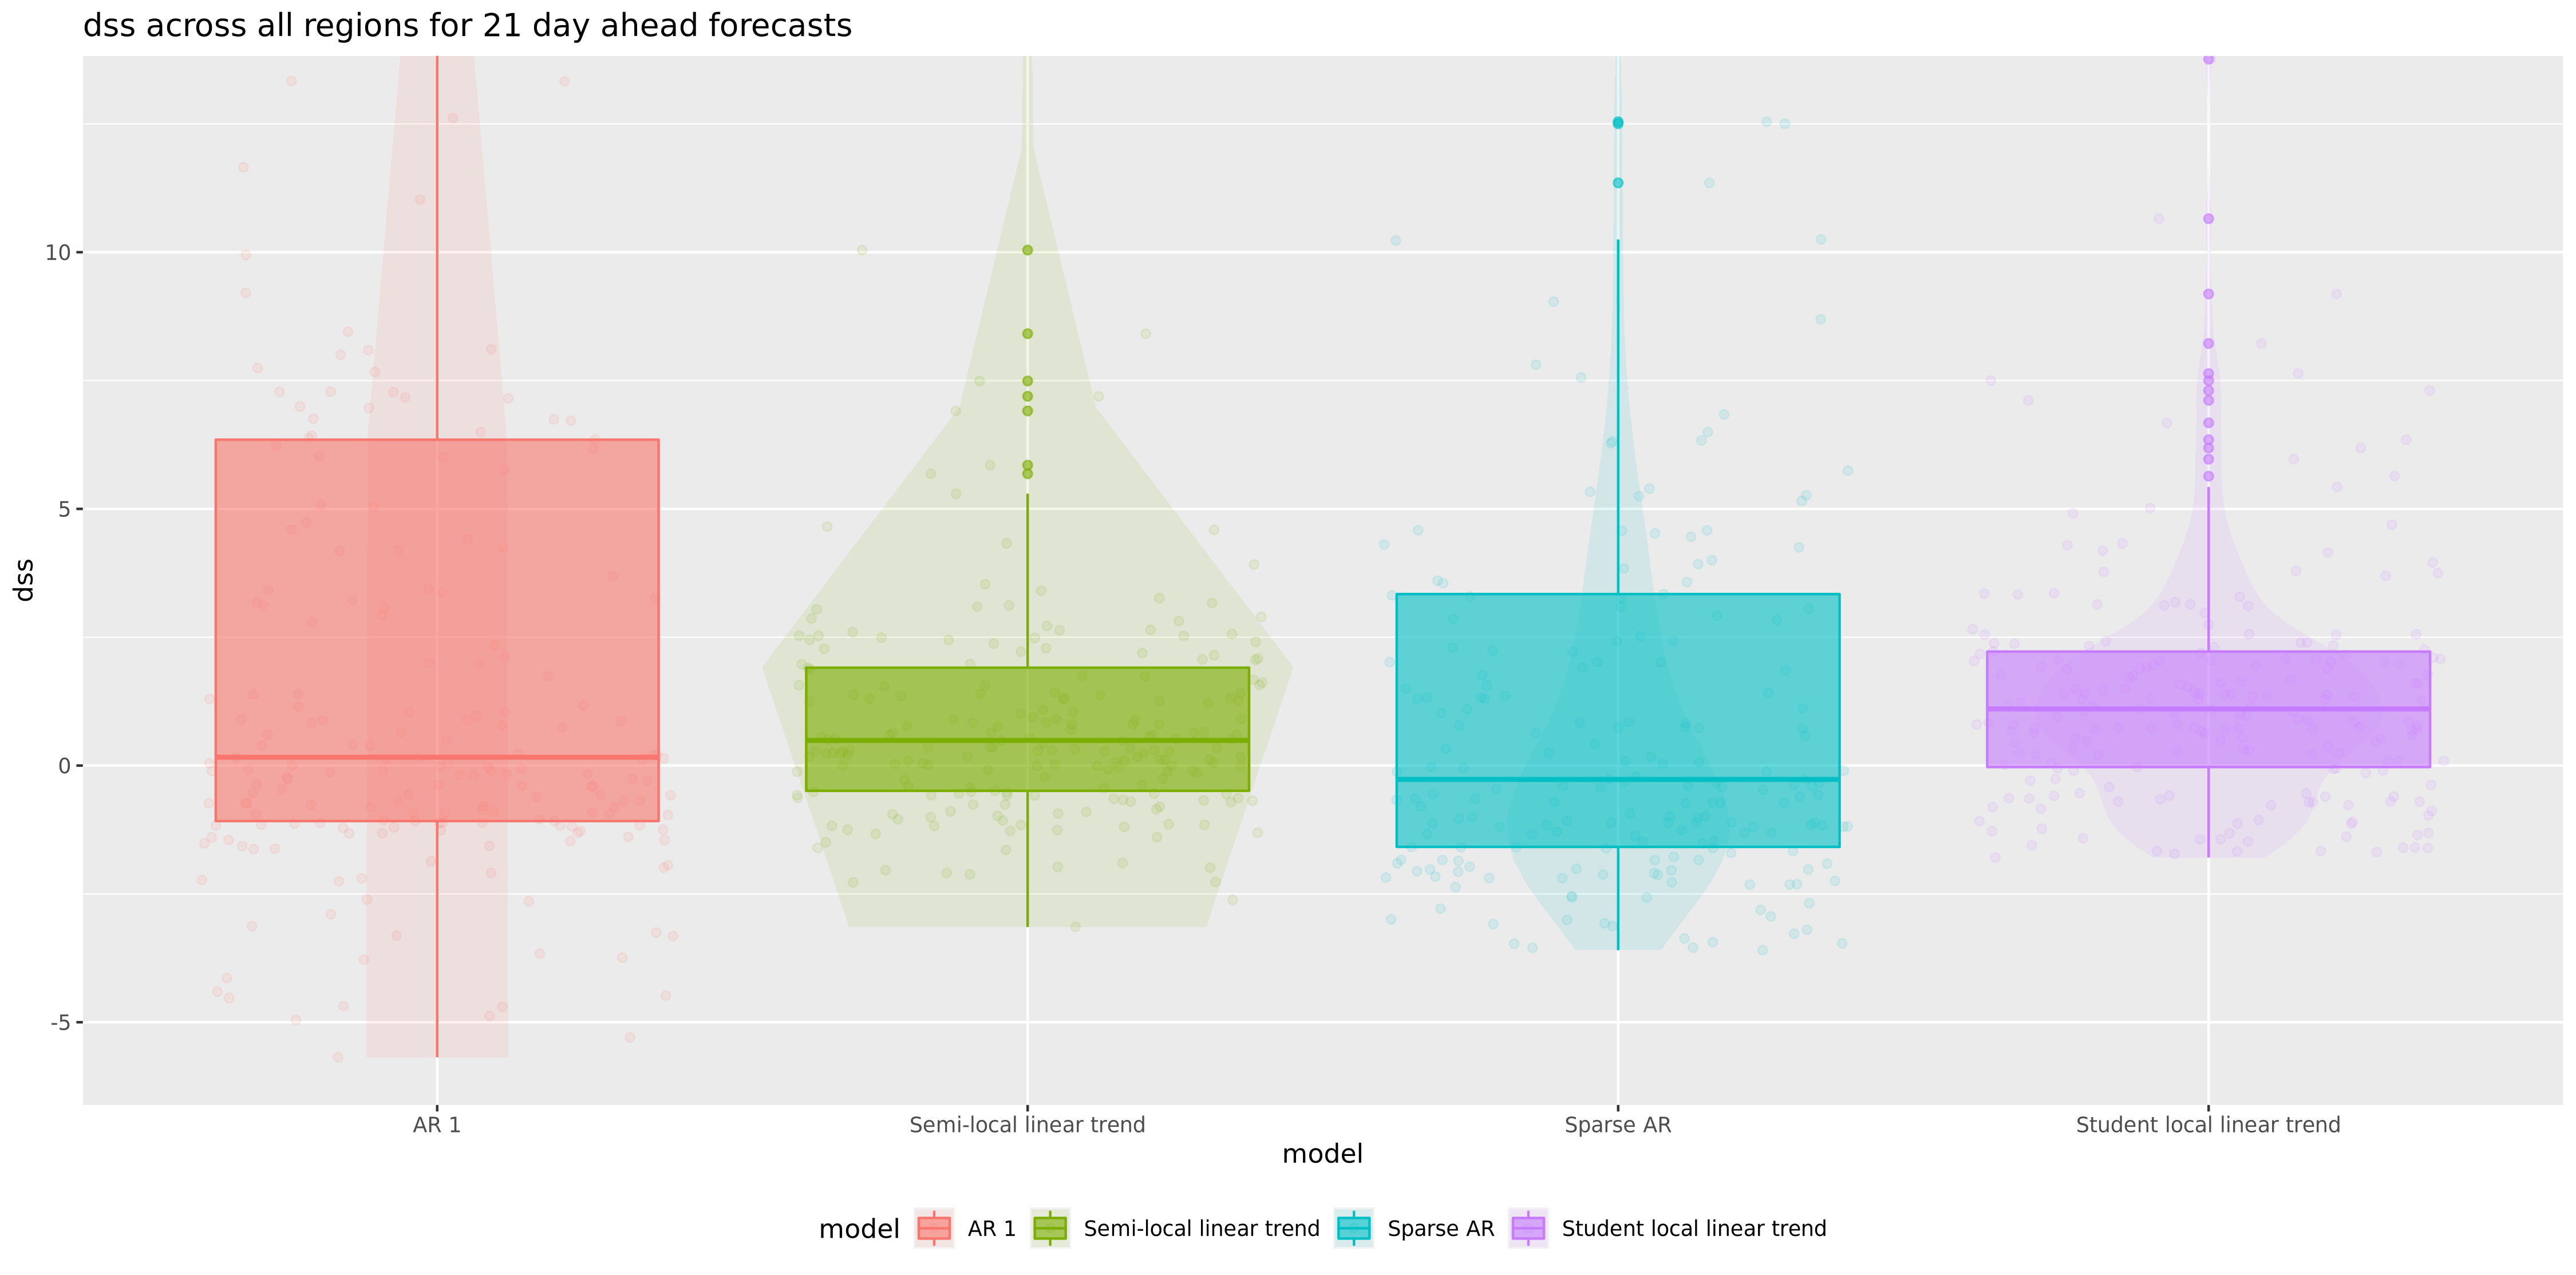 dss across all regions for 21 day ahead forecasts
10
5
0
-5
dss
AR 1
Semi-local linear trend
Sparse AR
Student local linear trend
model
model AR 1 Semi-local linear trend Sparse AR Student local linear trend